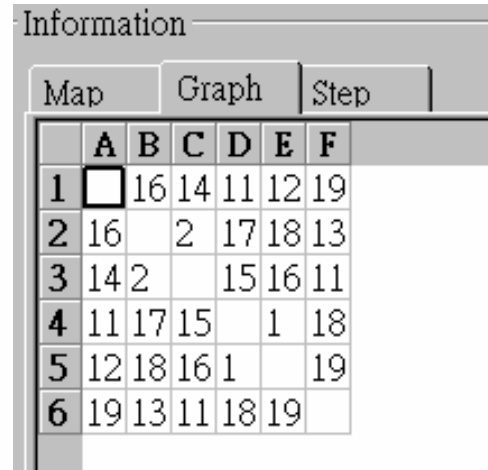 Information
Map Graph Step
A B C D E F
1 16 14 11 12 19
2 16 2 17 18 13
3 14 2 15 16 11
4 11 17 15 1 18
5 12 18 16 1 19
6 19 13 11 18 19